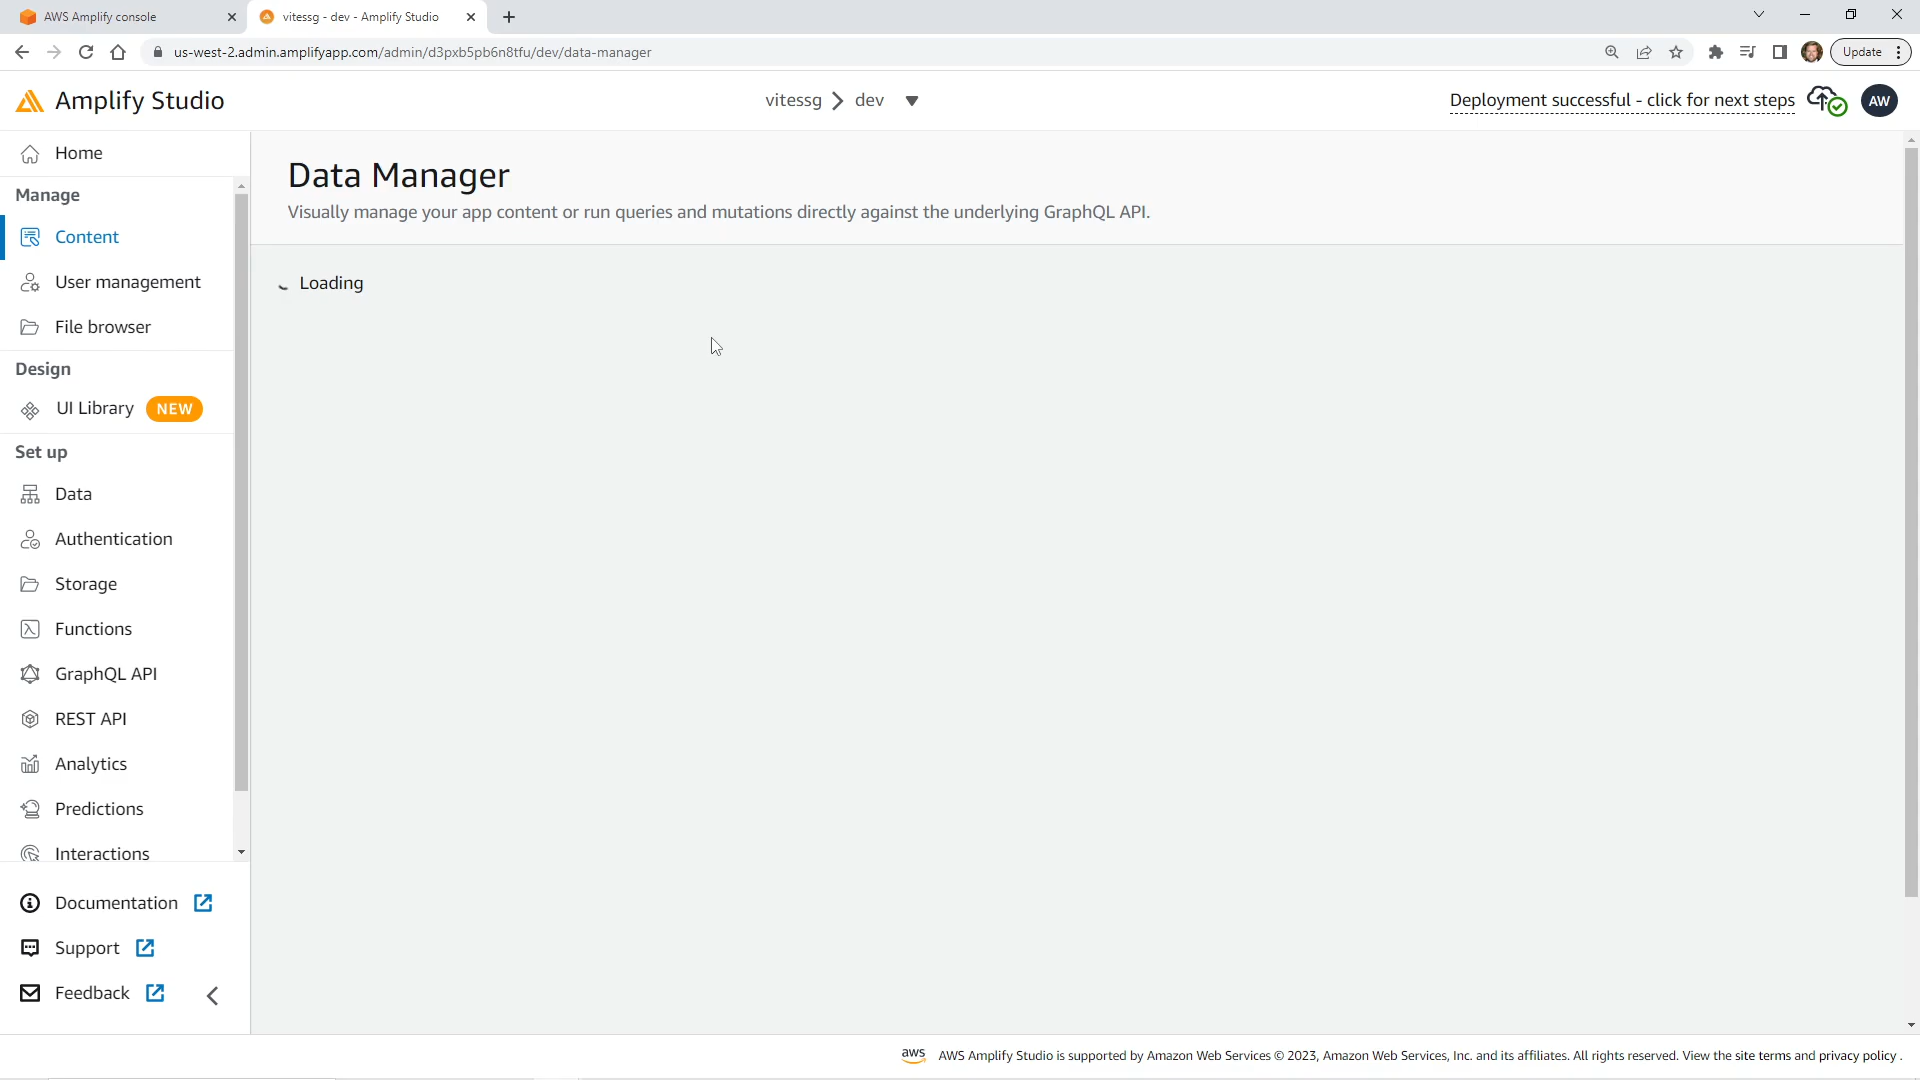 AWS Amplify console
vitessg - dev - Amplify Studio
us-west-2.admin.amplifyapp.com/admin/d3pxb5pb6n8tfu/dev/data-manager
Update
Amplify Studio
vitessg
dev
Deployment successful - click for next steps
AW
Home
Manage
Content
User management
File browser
Design
UI Library NEW
Set up
Data
Authentication
Storage
Functions
GraphQL API
REST API
Analytics
Predictions
Interactions
Documentation
Support
Feedback
Data Manager
Visually manage your app content or run queries and mutations directly against the underlying GraphQL API.
Loading
aws AWS Amplify Studio is supported by Amazon Web Services © 2023, Amazon Web Services, Inc. and its affiliates. All rights reserved. View the site terms and privacy policy .